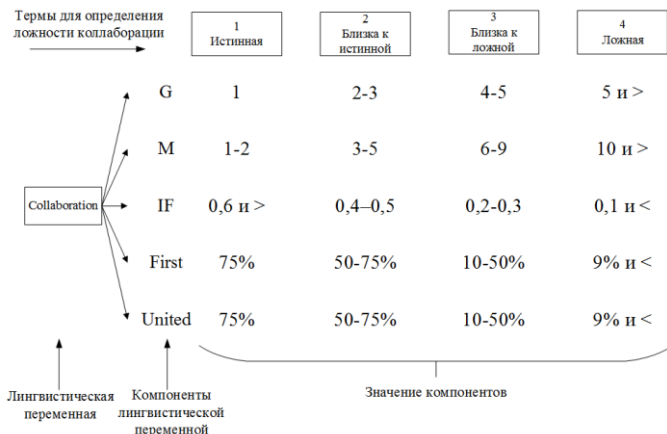 Термы для определения
ложности коллаборации
1
Истинная
2
Близка к
истинной
3
Близка к
ложной
4
Ложная
G 1 2-3 4-5 5 и >
M 1-2 3-5 6-9 10 и >
Collaboration
IF 0,6 и > 0,4–0,5 0,2-0,3 0,1 и <
First 75% 50-75% 10-50% 9% и <
United 75% 50-75% 10-50% 9% и <
Лингвистическая
переменная
Компоненты
лингвистической
переменной
Значение компонентов